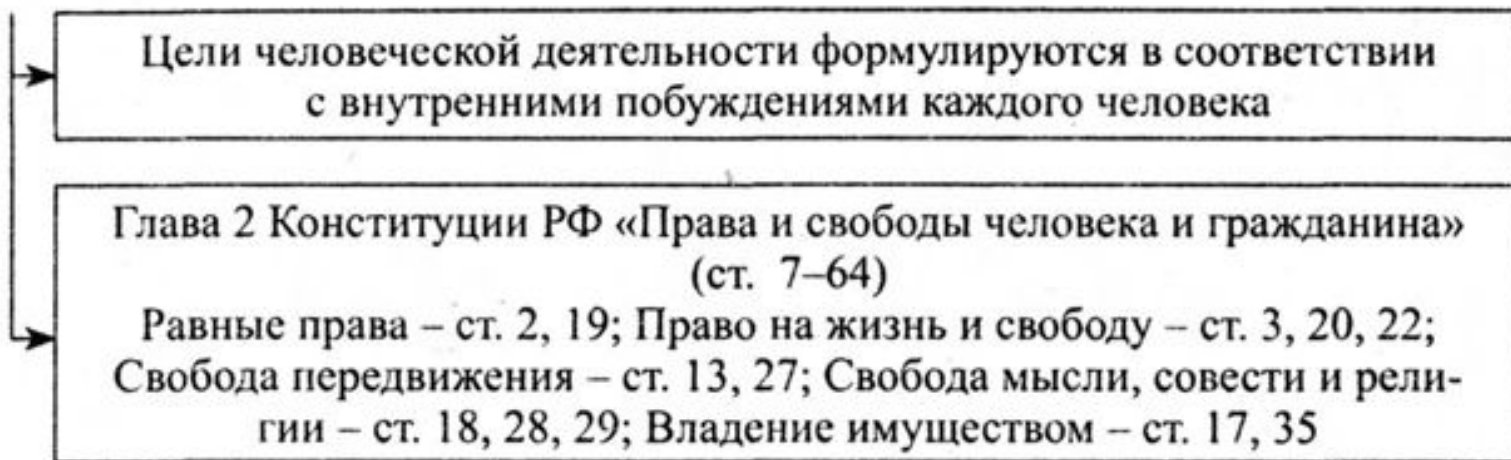 Цели человеческой деятельности формулируются в соответствии
с внутренними побуждениями каждого человека
Глава 2 Конституции РФ «Права и свободы человека и гражданина»
(ст. 7–64)
Равные права – ст. 2, 19; Право на жизнь и свободу – ст. 3, 20, 22;
Свобода передвижения – ст. 13, 27; Свобода мысли, совести и рели-
гии – ст. 18, 28, 29; Владение имуществом – ст. 17, 35